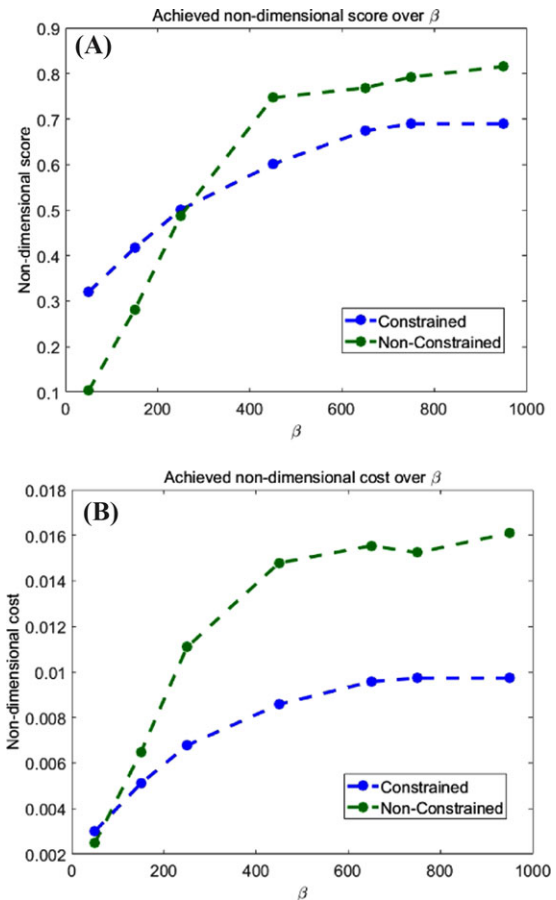 Achieved non-dimensional score over β
(A)
0.9
0.8
0.7
0.6
0.5
0.4
0.3
0.2
0.1
Non-dimensional score
Constrained
Non-Constrained
0 200 400 600 800 1000
β
Achieved non-dimensional cost over β
(B)
0.018
0.016
0.014
0.012
0.01
0.008
0.006
0.004
0.002
Non-dimensional cost
Constrained
Non-Constrained
0 200 400 600 800 1000
β